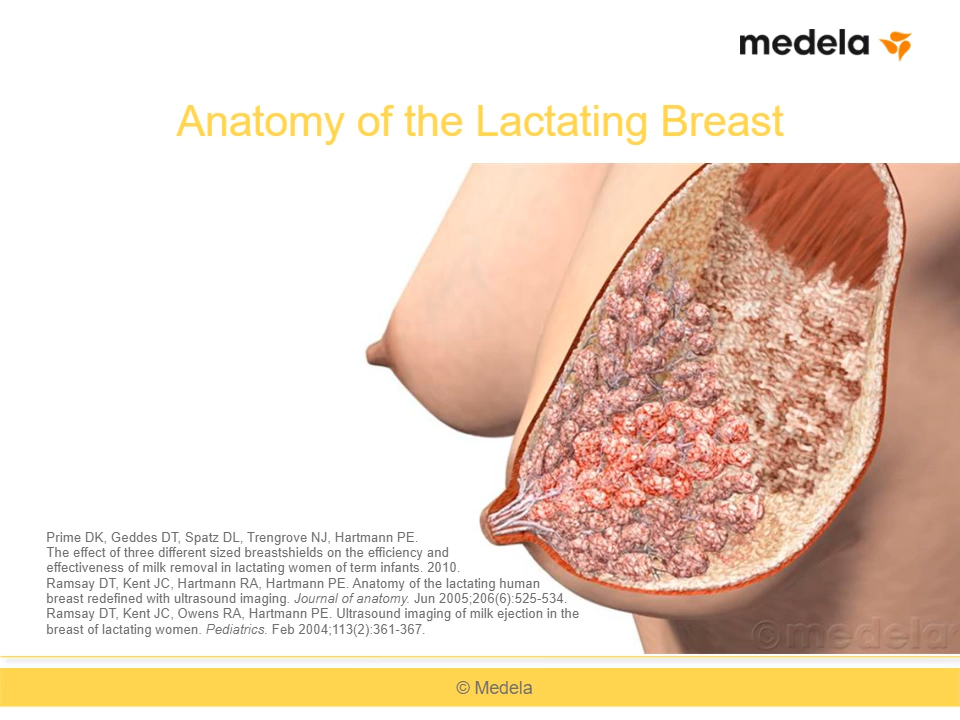 medela
Anatomy of the Lactating Breast
Prime DK, Geddes DT, Spatz DL, Trengrove NJ, Hartmann PE.
The effect of three different sized breastshields on the efficiency and
effectiveness of milk removal in lactating women of term infants. 2010.
Ramsay DT, Kent JC, Hartmann RA, Hartmann PE. Anatomy of the lactating human
breast redefined with ultrasound imaging. Journal of anatomy. Jun 2005;206(6):525-534.
Ramsay DT, Kent JC, Owens RA, Hartmann PE. Ultrasound imaging of milk ejection in the
breast of lactating women. Pediatrics. Feb 2004;113(2):361-367.
©medela
© Medela